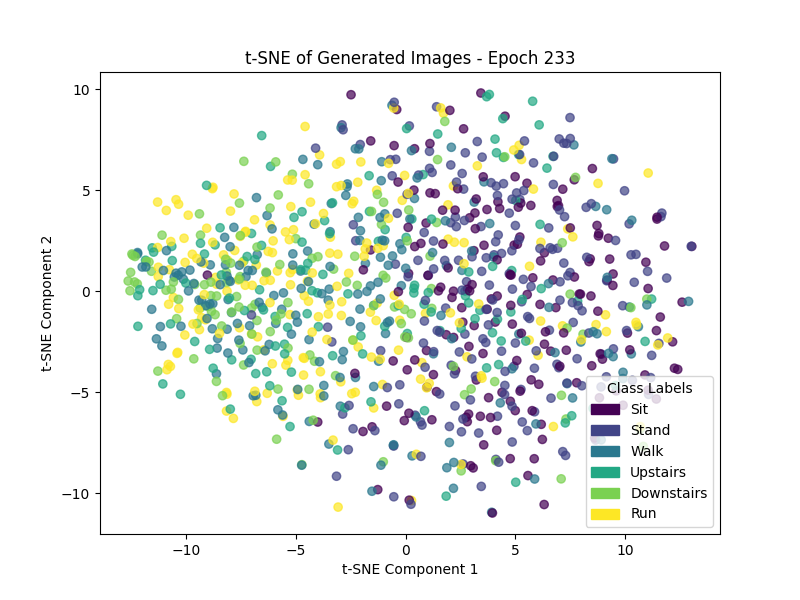 t-SNE of Generated Images - Epoch 233
10
5
0
−5
−10
t-SNE Component 2
−10
−5
0
5
10
t-SNE Component 1
Class Labels
Sit
Stand
Walk
Upstairs
Downstairs
Run